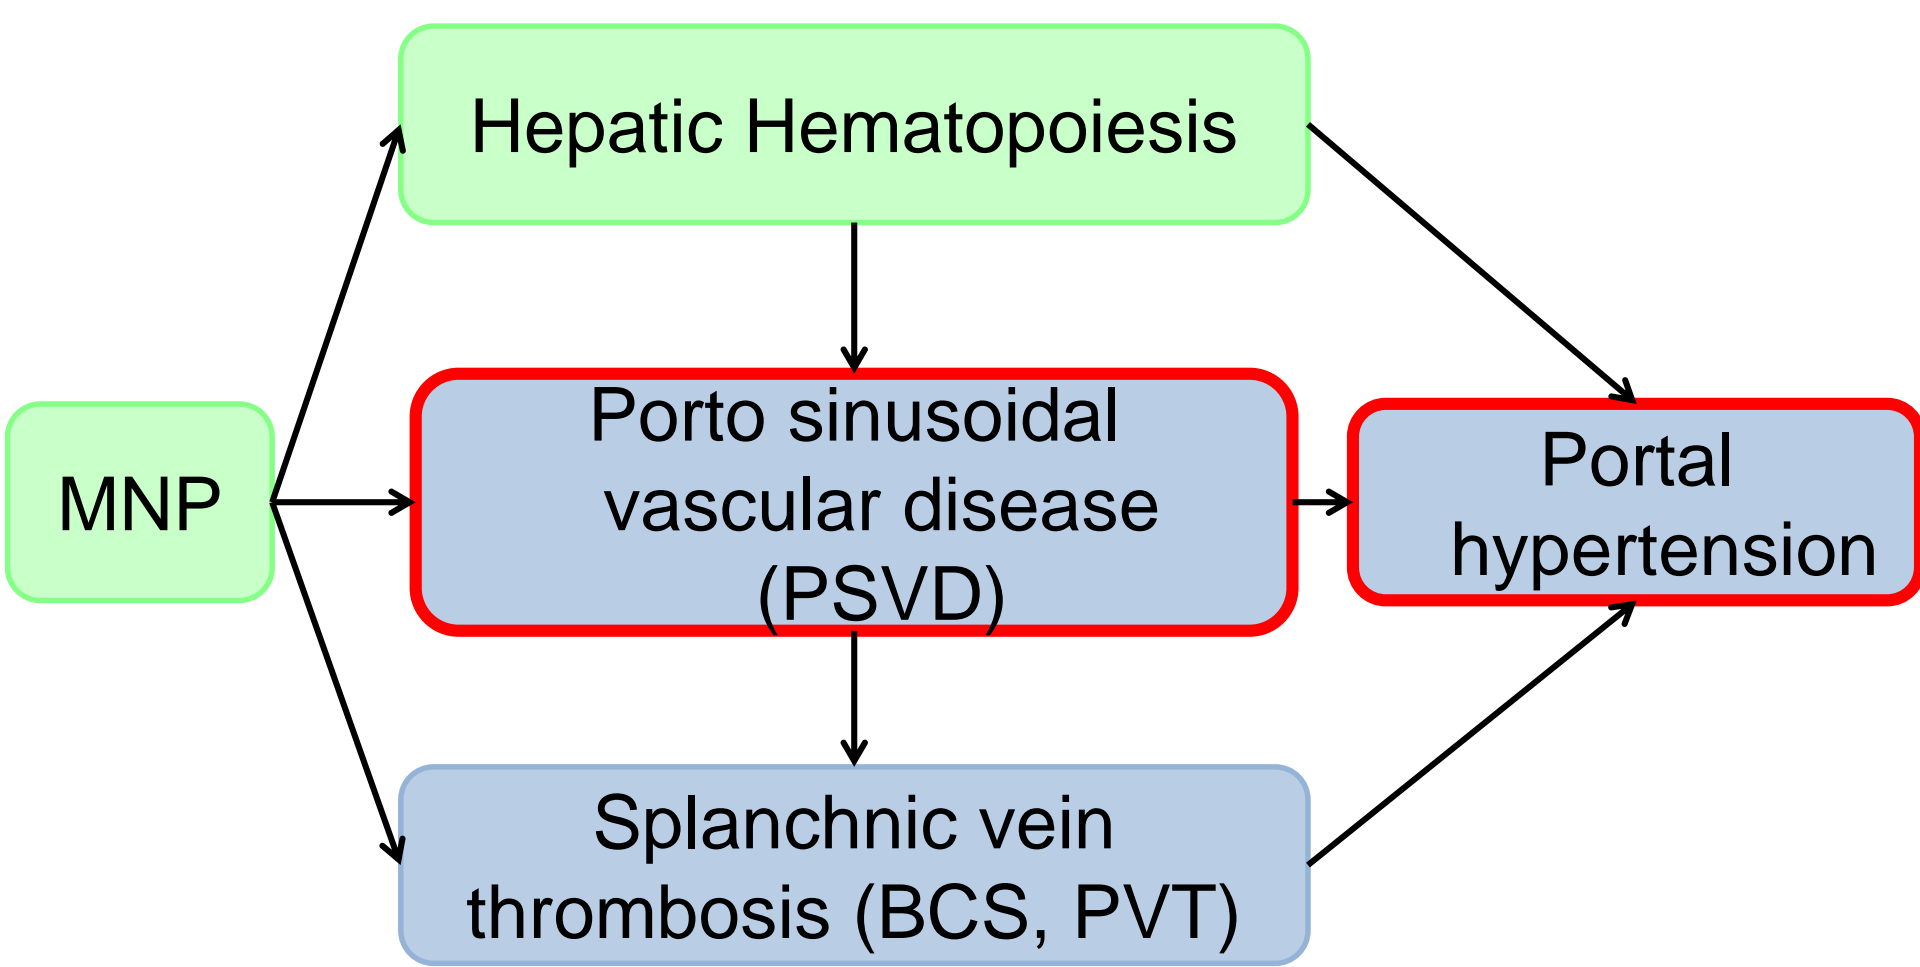 Hepatic Hematopoiesis
MNP
Porto sinusoidal
vascular disease
(PSVD)
Portal
hypertension
Splanchnic vein
thrombosis (BCS, PVT)